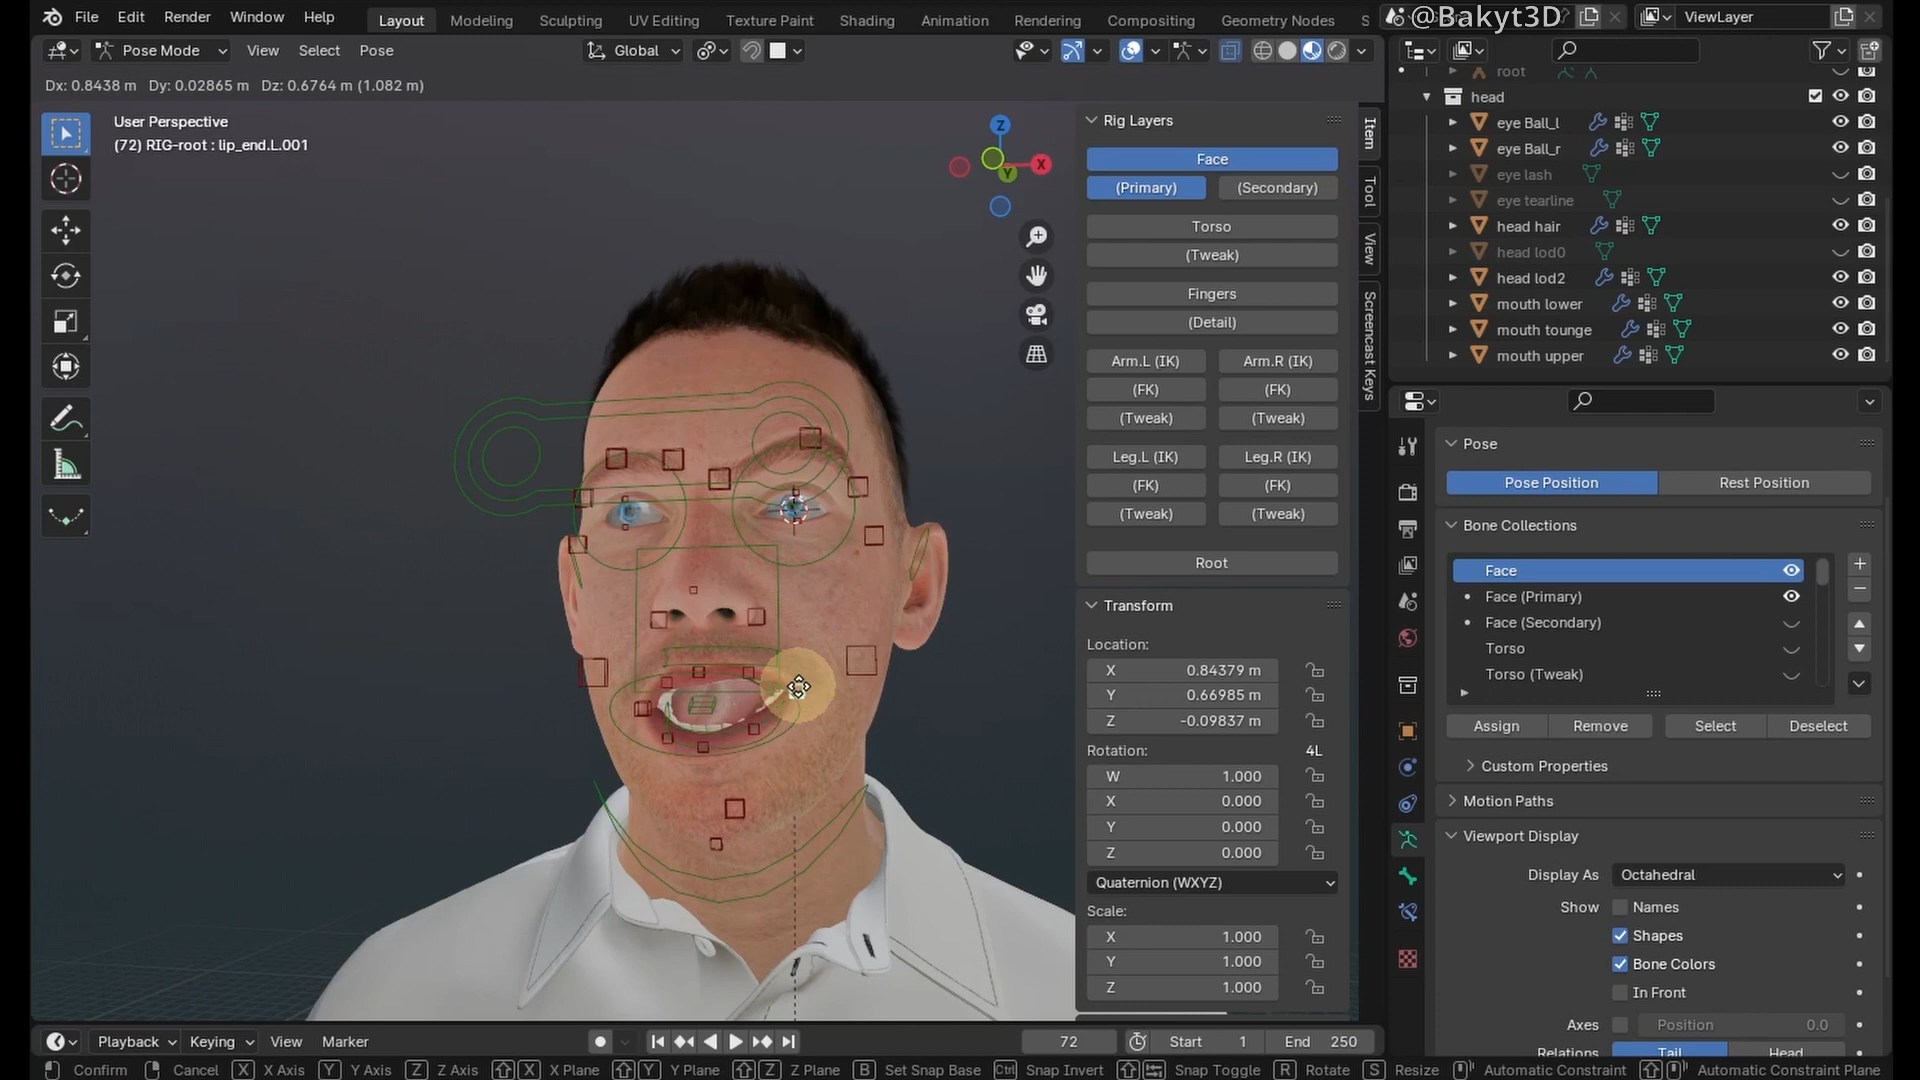 File Edit Render Window Help
Layout Modeling Sculpting UV Editing Texture Paint Shading Animation Rendering Compositing Geometry Nodes S
@Bakyt3D
ViewLayer
Pose Mode View Select Pose
Global
Dx: 0.8438 m Dy: 0.02865 m Dz: 0.6764 m (1.082 m)
User Perspective
(72) RIG-root : lip_end.L.001
Z
X
Y
Rig Layers
Face
(Primary) (Secondary)
Torso
(Tweak)
Fingers
(Detail)
Arm.L (IK) Arm.R (IK)
(FK) (FK)
(Tweak) (Tweak)
Leg.L (IK) Leg.R (IK)
(FK) (FK)
(Tweak) (Tweak)
Root
Transform
Location:
X 0.84379 m
Y 0.66985 m
Z -0.09837 m
Rotation: 4L
W 1.000
X 0.000
Y 0.000
Z 0.000
Quaternion (WXYZ)
Scale:
X 1.000
Y 1.000
Z 1.000
Item
Tool
View
Screencast Keys
root
head
eye Ball_l
eye Ball_r
eye lash
eye tearline
head hair
head lod0
head lod2
mouth lower
mouth tounge
mouth upper
Pose
Pose Position Rest Position
Bone Collections
Face
Face (Primary)
Face (Secondary)
Torso
Torso (Tweak)
Assign Remove Select Deselect
Custom Properties
Motion Paths
Viewport Display
Display As Octahedral
Show Names
Shapes
Bone Colors
In Front
Axes Position 0.0
Relations Tail Head
Playback Keying View Marker
72 Start 1 End 250
Confirm Cancel X X Axis Y Y Axis Z Z Axis X X Plane Y Y Plane Z Z Plane B Set Snap Base Ctrl Snap Invert Snap Toggle R Rotate S Resize Automatic Constraint Automatic Constraint Plane